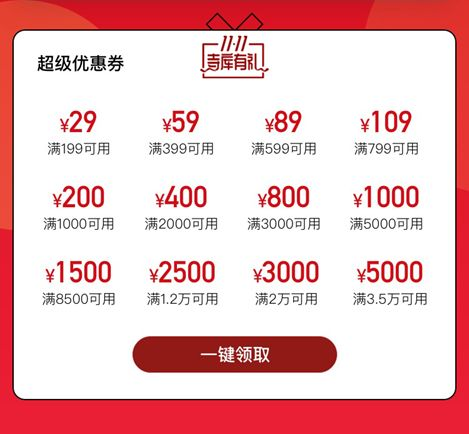 11·11
有礼
超级优惠券
¥29 ¥59 ¥89 ¥109
满199可用 满399可用 满599可用 满799可用
¥200 ¥400 ¥800 ¥1000
满1000可用 满2000可用 满3000可用 满5000可用
¥1500 ¥2500 ¥3000 ¥5000
满8500可用 满1.2万可用 满2万可用 满3.5万可用
一键领取